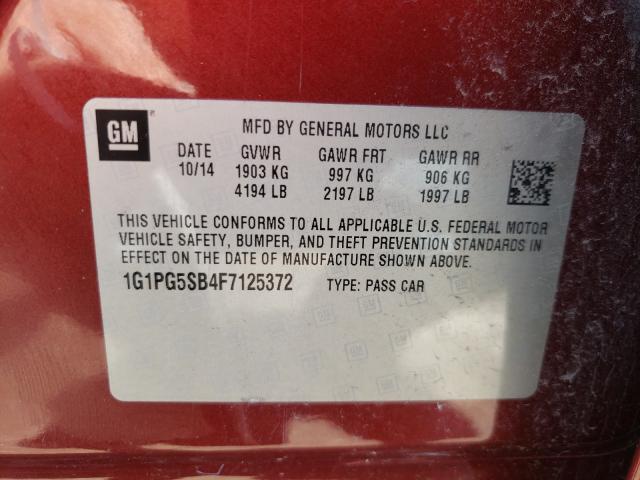 GM
MFD BY GENERAL MOTORS LLC
DATE GVWR GAWR FRT GAWR RR
10/14 1903 KG 997 KG 906 KG
4194 LB 2197 LB 1997 LB
THIS VEHICLE CONFORMS TO ALL APPLICABLE U.S. FEDERAL MOTOR
VEHICLE SAFETY, BUMPER, AND THEFT PREVENTION STANDARDS IN
EFFECT ON THE DATE OF MANUFACTURE SHOWN ABOVE.
1G1PG5SB4F7125372 TYPE: PASS CAR